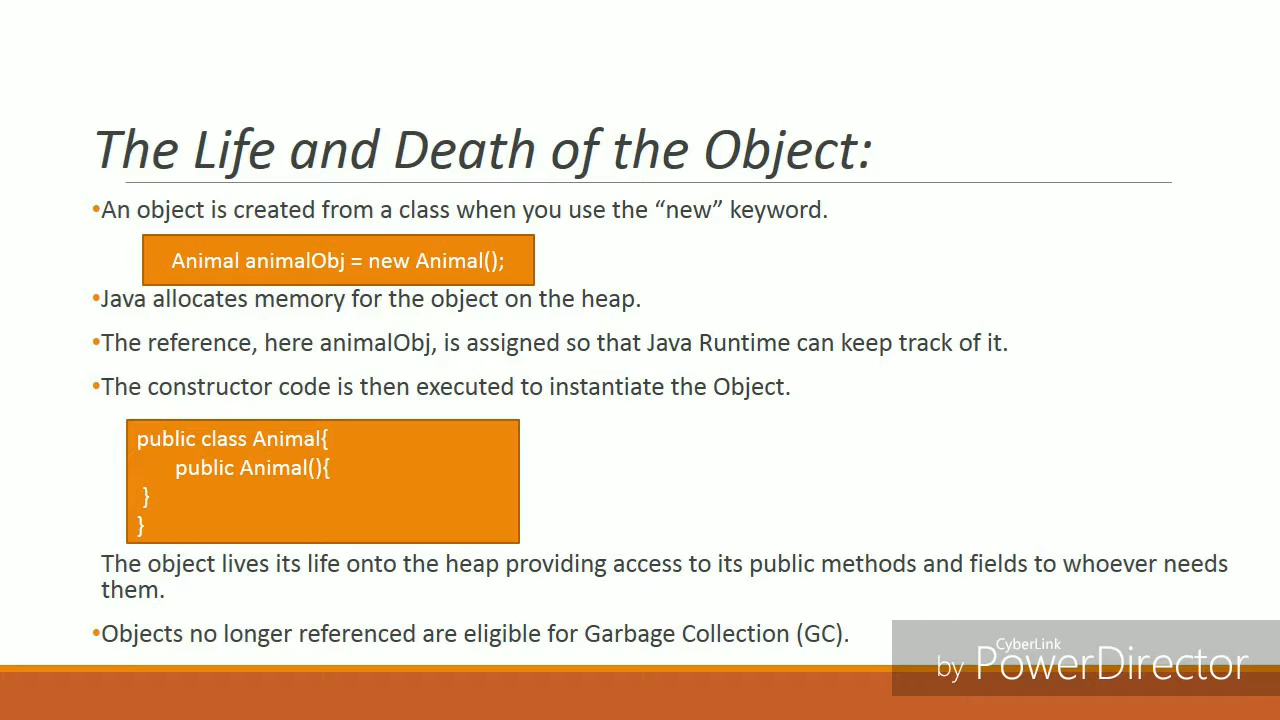 The Life and Death of the Object:
•An object is created from a class when you use the “new” keyword.
Animal animalObj = new Animal();
•Java allocates memory for the object on the heap.
•The reference, here animalObj, is assigned so that Java Runtime can keep track of it.
•The constructor code is then executed to instantiate the Object.
public class Animal{
public Animal(){
}
}
The object lives its life onto the heap providing access to its public methods and fields to whoever needs
them.
•Objects no longer referenced are eligible for Garbage Collection (GC).
CyberLink
by PowerDirector